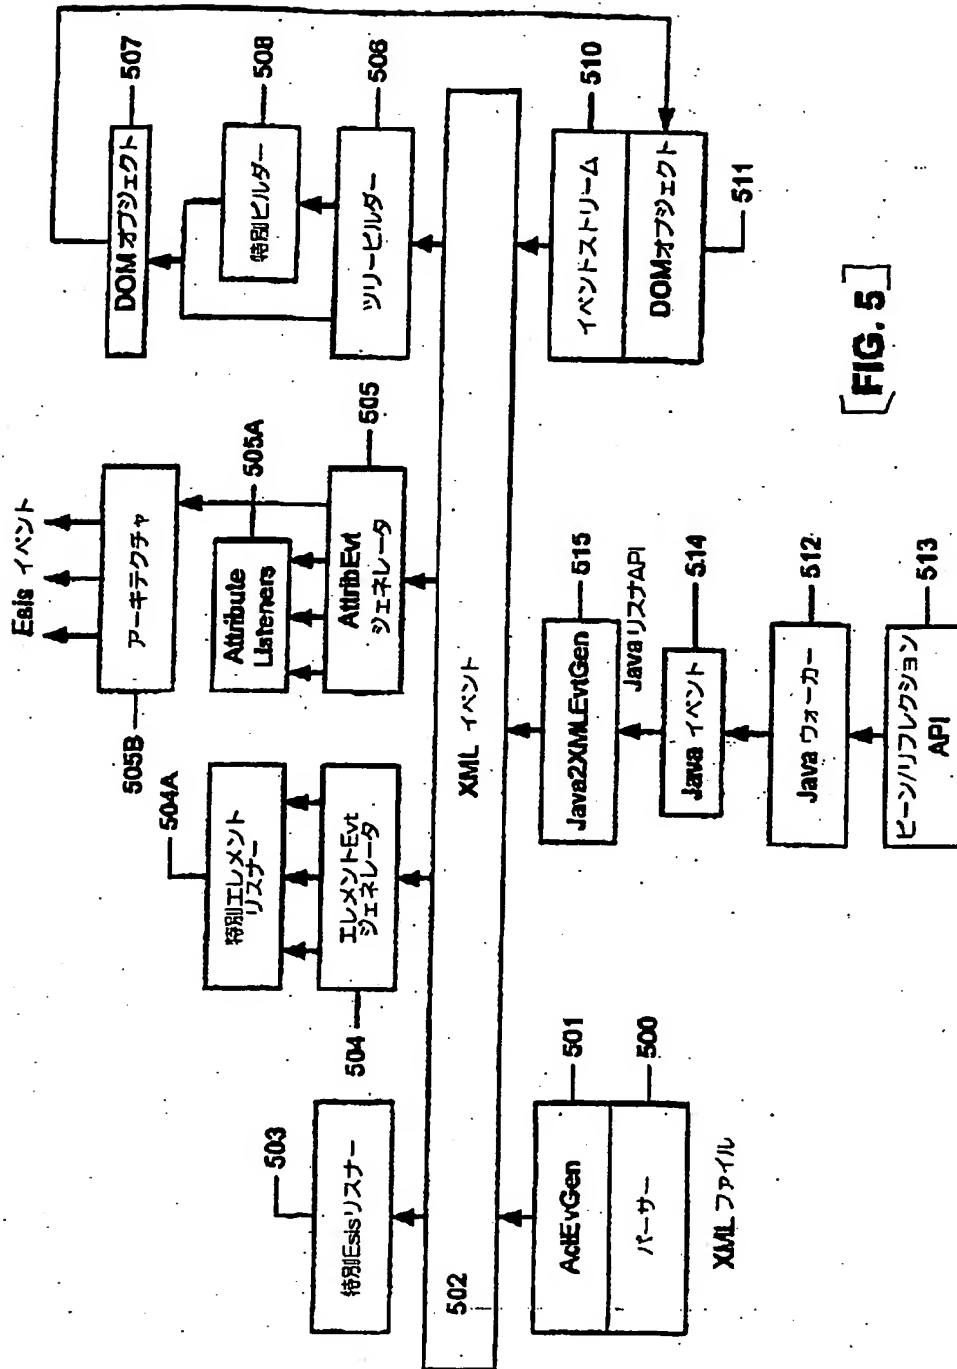 Esis イベント
505B
アーキテクチャ
507
DOM オブジェクト
504A
特別エレメント
リスナー
505A
Attribute
Listeners
508
特別ビルダー
503
特別Esisリスナー
504
エレメントEvt
ジェネレータ
505
AttribEvt
ジェネレータ
506
ツリービルダー
502
XML イベント
501
ActEvGen
500
パーサー
XML ファイル
515
Java2XMLEvtGen
Java リスナ API
514
Java イベント
512
Java ウォーカー
513
ビーン/リフレクション
API
510
イベントストリーム
DOMオブジェクト
511
[FIG. 5]